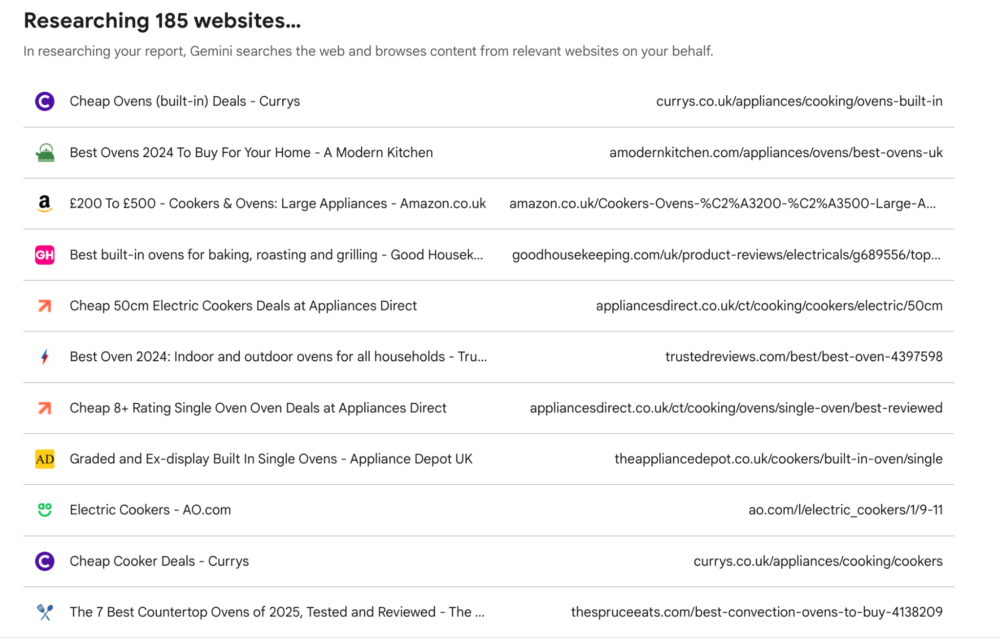 Researching 185 websites...
In researching your report, Gemini searches the web and browses content from relevant websites on your behalf.
C Cheap Ovens (built-in) Deals - Currys currys.co.uk/appliances/cooking/ovens-built-in
Best Ovens 2024 To Buy For Your Home - A Modern Kitchen amodernkitchen.com/appliances/ovens/best-ovens-uk
a £200 To £500 - Cookers & Ovens: Large Appliances - Amazon.co.uk amazon.co.uk/Cookers-Ovens-%C2%A3200-%C2%A3500-Large-A...
GH Best built-in ovens for baking, roasting and grilling - Good Housek... goodhousekeeping.com/uk/product-reviews/electricals/g689556/top...
Cheap 50cm Electric Cookers Deals at Appliances Direct appliancesdirect.co.uk/ct/cooking/cookers/electric/50cm
Best Oven 2024: Indoor and outdoor ovens for all households - Tru... trustedreviews.com/best/best-oven-4397598
Cheap 8+ Rating Single Oven Oven Deals at Appliances Direct appliancesdirect.co.uk/ct/cooking/ovens/single-oven/best-reviewed
AD Graded and Ex-display Built In Single Ovens - Appliance Depot UK theappliancedepot.co.uk/cookers/built-in-oven/single
ao Electric Cookers - AO.com ao.com/l/electric_cookers/1/9-11
C Cheap Cooker Deals - Currys currys.co.uk/appliances/cooking/cookers
The 7 Best Countertop Ovens of 2025, Tested and Reviewed - The ... thespruceeats.com/best-convection-ovens-to-buy-4138209